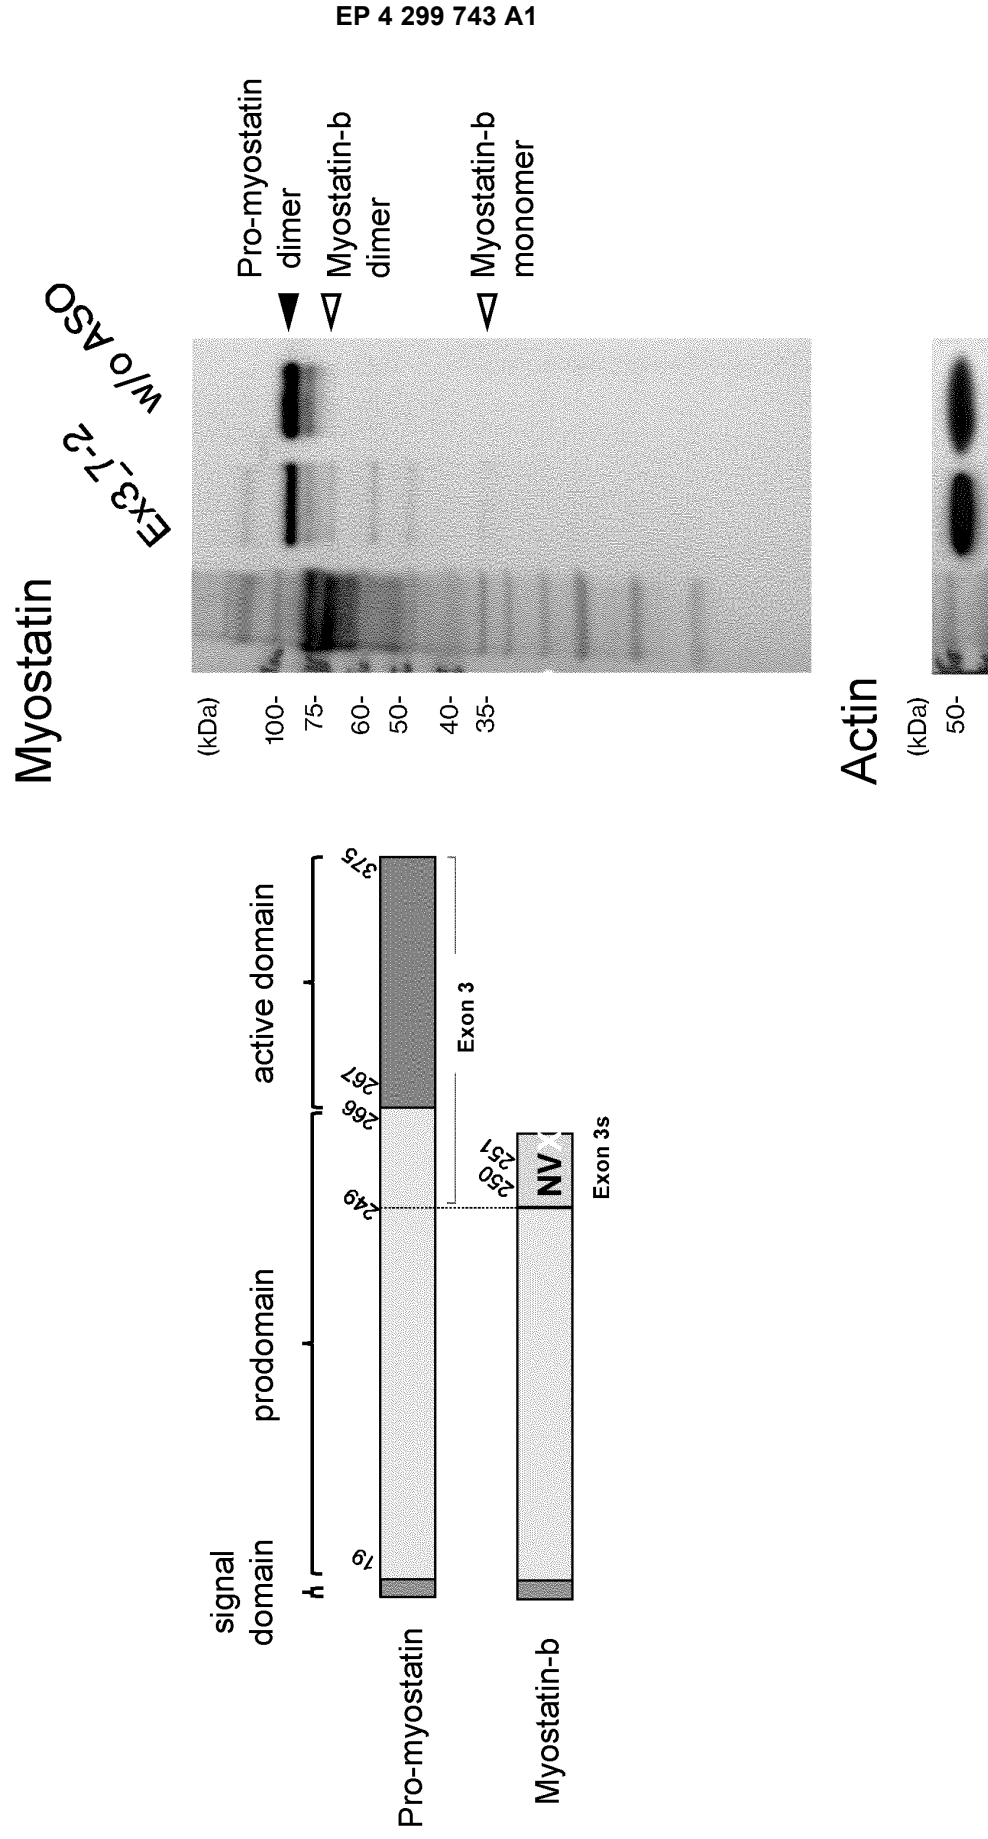 EP 4 299 743 A1
signal
domain
prodomain
active domain
19
249
266
267
375
Pro-myostatin
Exon 3
250
251
Myostatin-b
NV X
Exon 3s
Myostatin
Ex3_7-2
w/o ASO
(kDa)
100-
75-
60-
50-
40-
35-
Pro-myostatin
dimer
Myostatin-b
dimer
Myostatin-b
monomer
Actin
(kDa)
50-